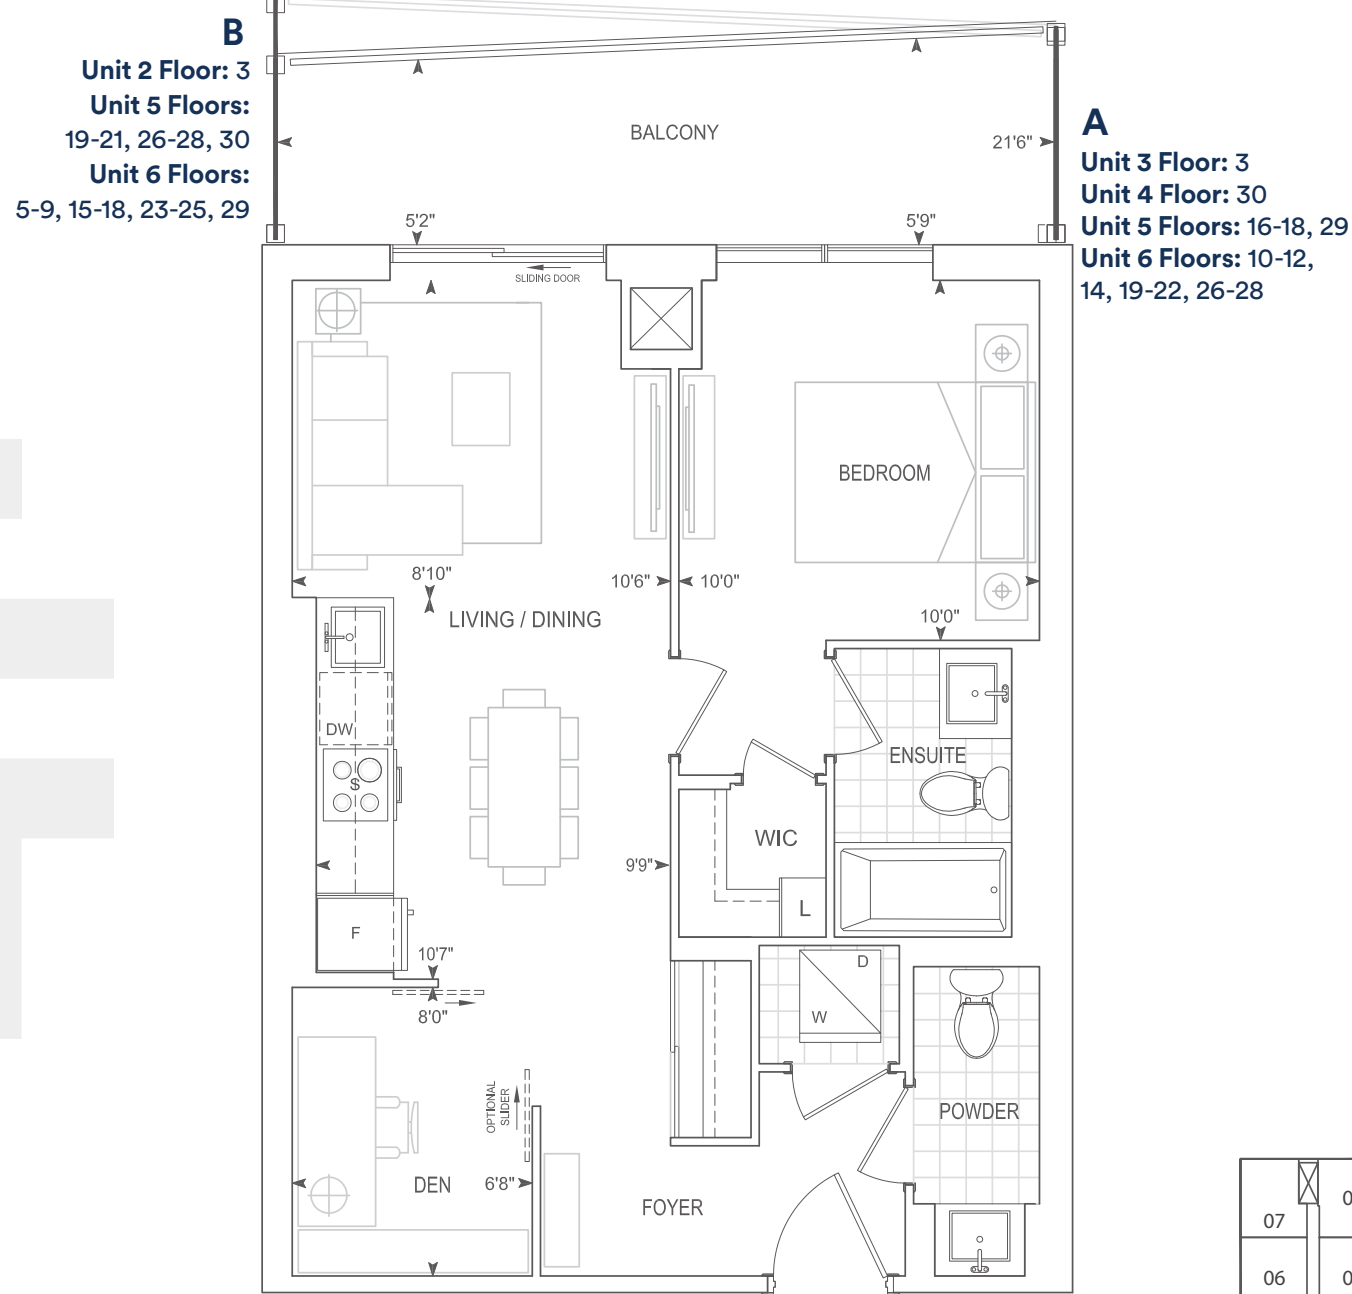 B
Unit 2 Floor: 3
Unit 5 Floors:
19-21, 26-28, 30
Unit 6 Floors:
5-9, 15-18, 23-25, 29
A
Unit 3 Floor: 3
Unit 4 Floor: 30
Unit 5 Floors: 16-18, 29
Unit 6 Floors: 10-12,
14, 19-22, 26-28
BALCONY
21'6"
5'2"
5'9"
SLIDING DOOR
BEDROOM
8'10"
10'6"
10'0"
LIVING / DINING
10'0"
DW
S
ENSUITE
WIC
9'9"
L
F
10'7"
8'0"
D
W
OPTIONAL
SLIDER
POWDER
DEN
6'8"
FOYER
07
0
06
0